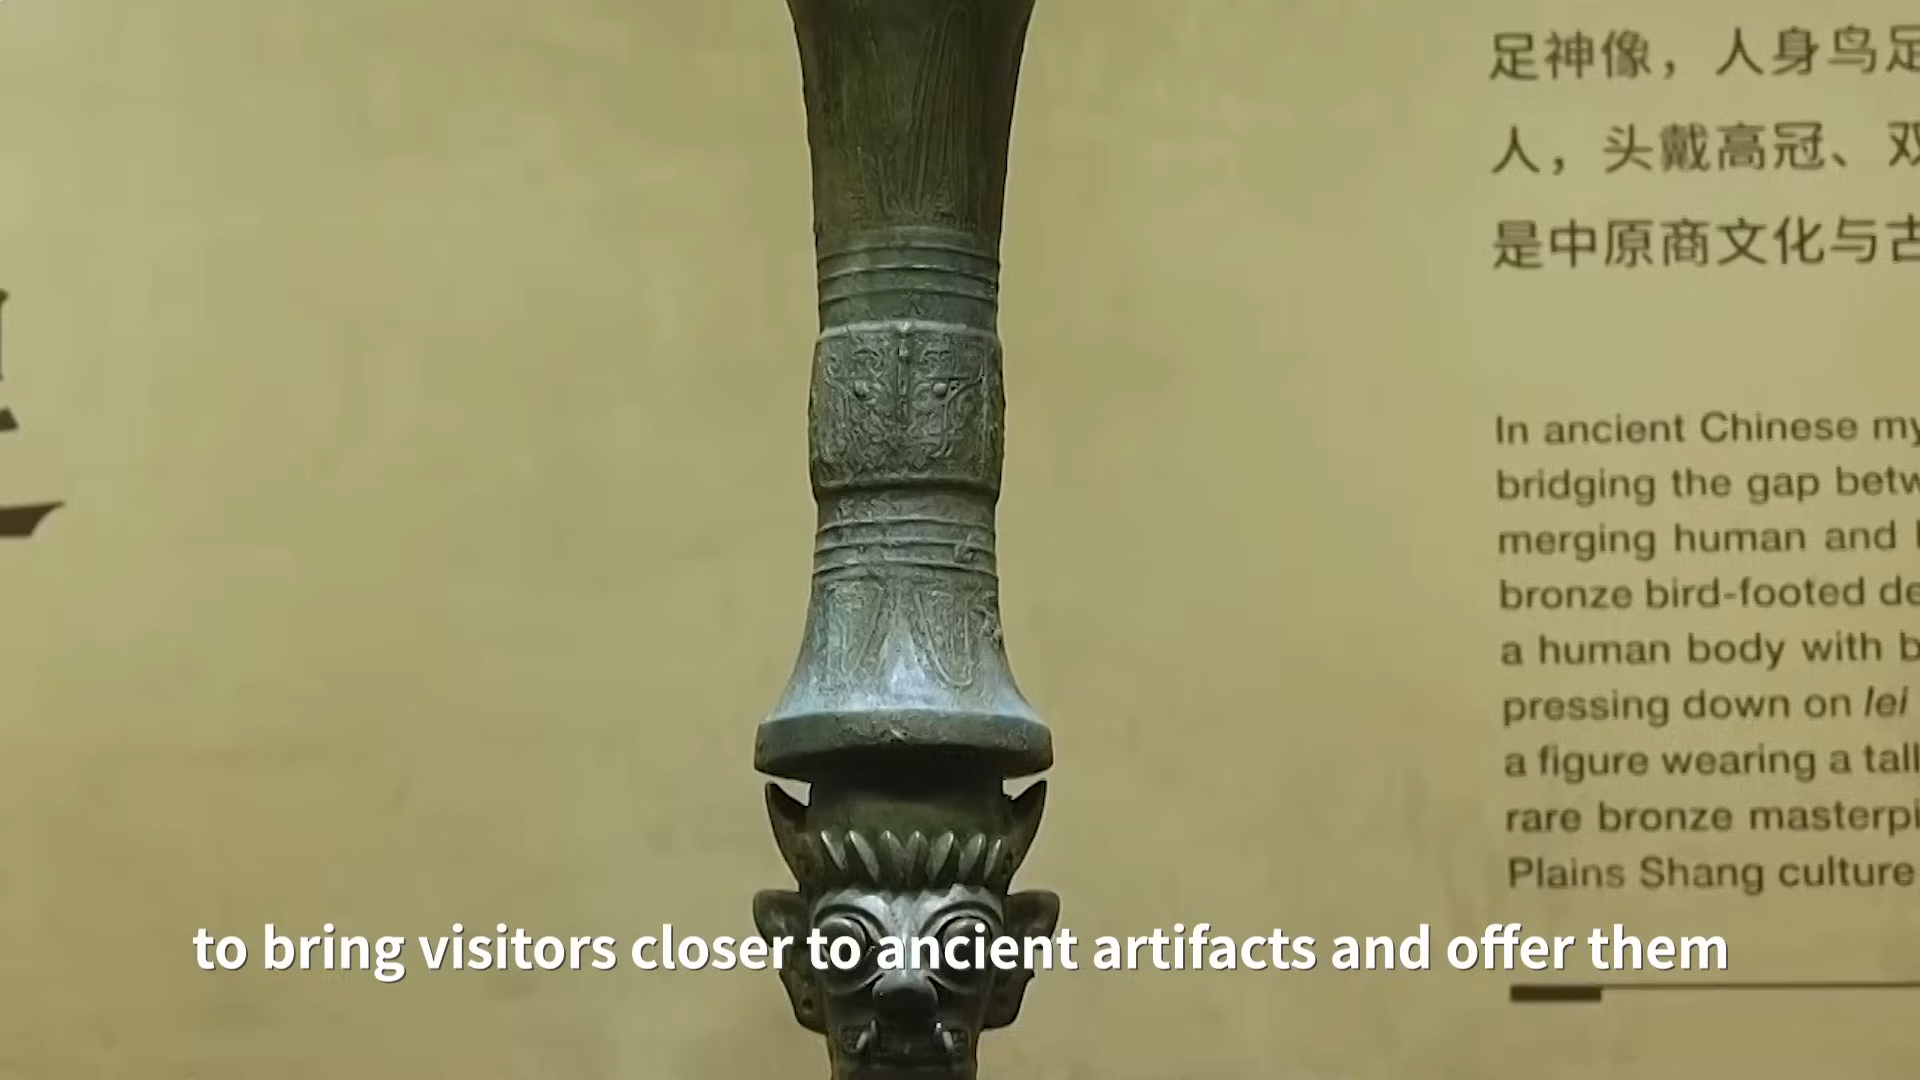 足神像，人身鸟足
人，头戴高冠、双
是中原商文化与古
In ancient Chinese my
bridging the gap betw
merging human and
bronze bird-footed de
a human body with b
pressing down on lei
a figure wearing a tall
rare bronze masterpi
Plains Shang culture
to bring visitors closer to ancient artifacts and offer them